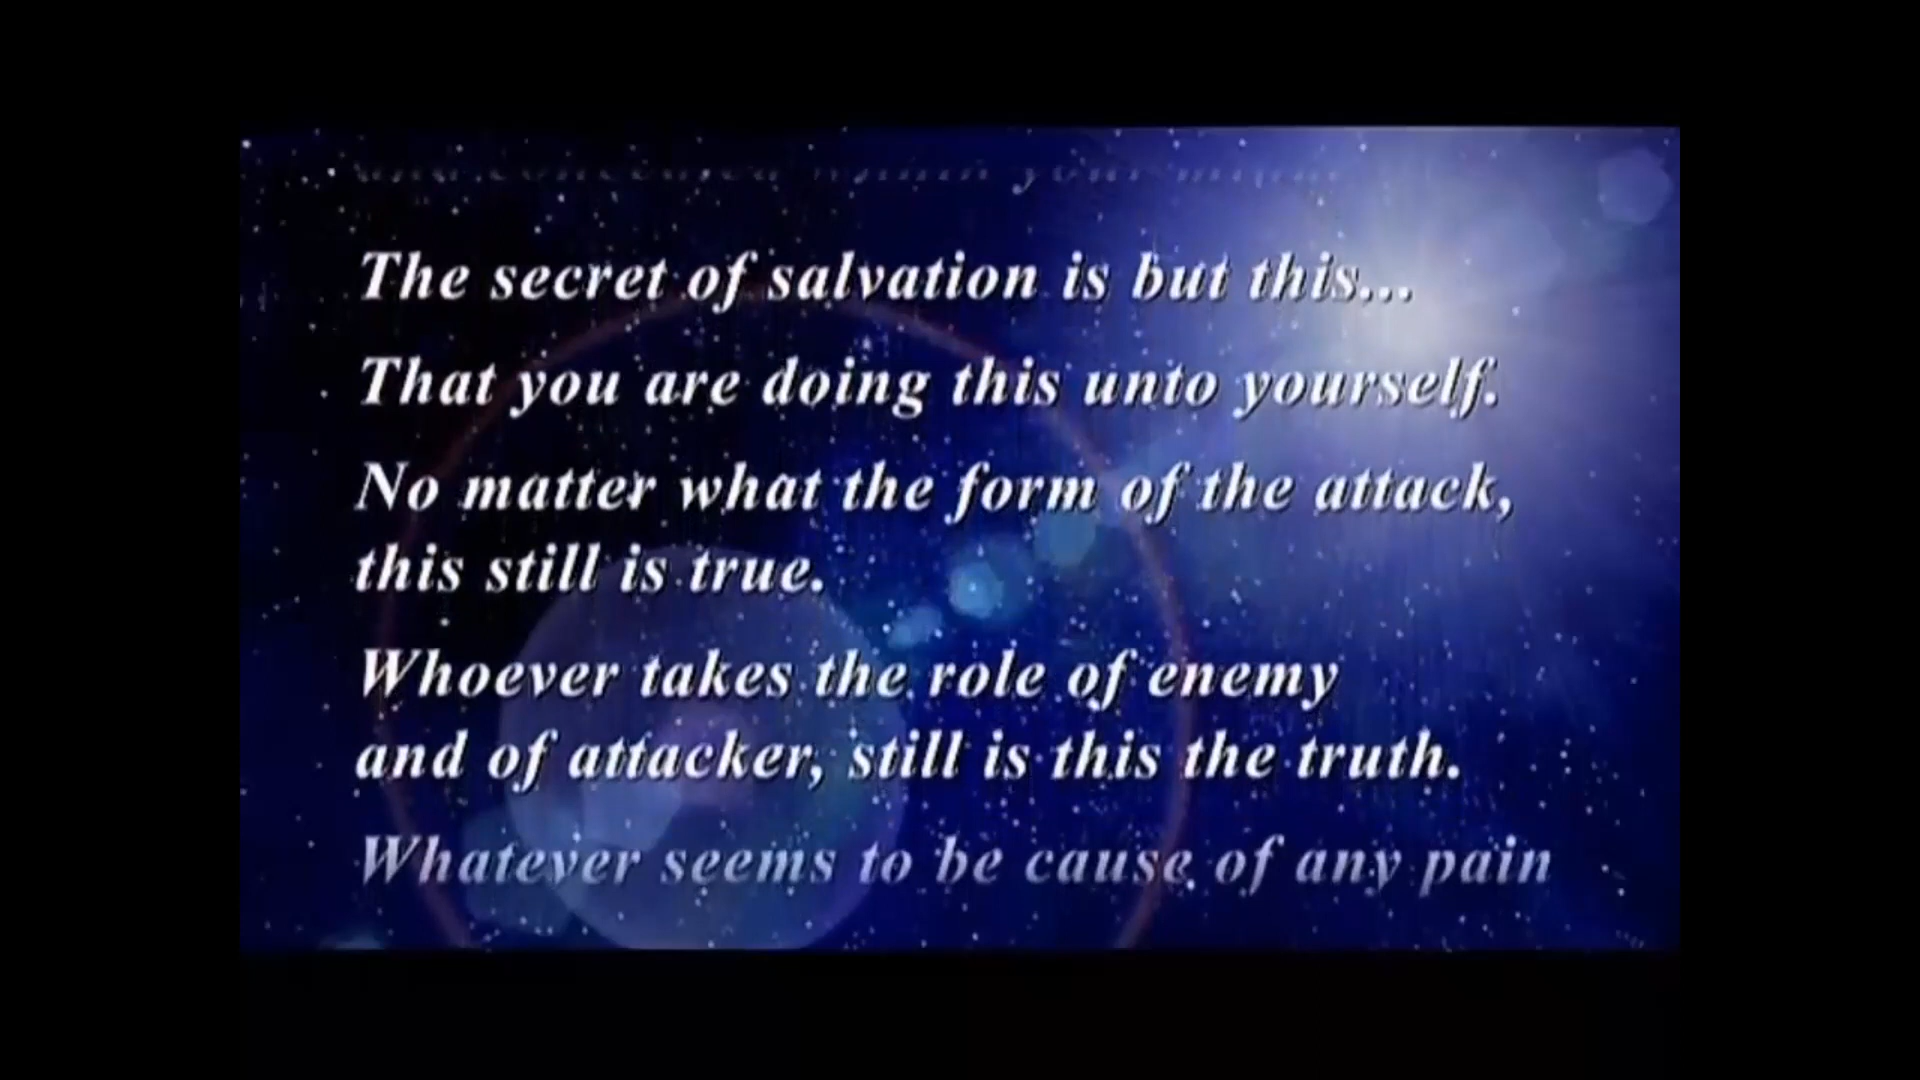 The secret of salvation is but this...
That you are doing this unto yourself.
No matter what the form of the attack,
this still is true.
Whoever takes the role of enemy
and of attacker, still is this the truth.
Whatever seems to be cause of any pain